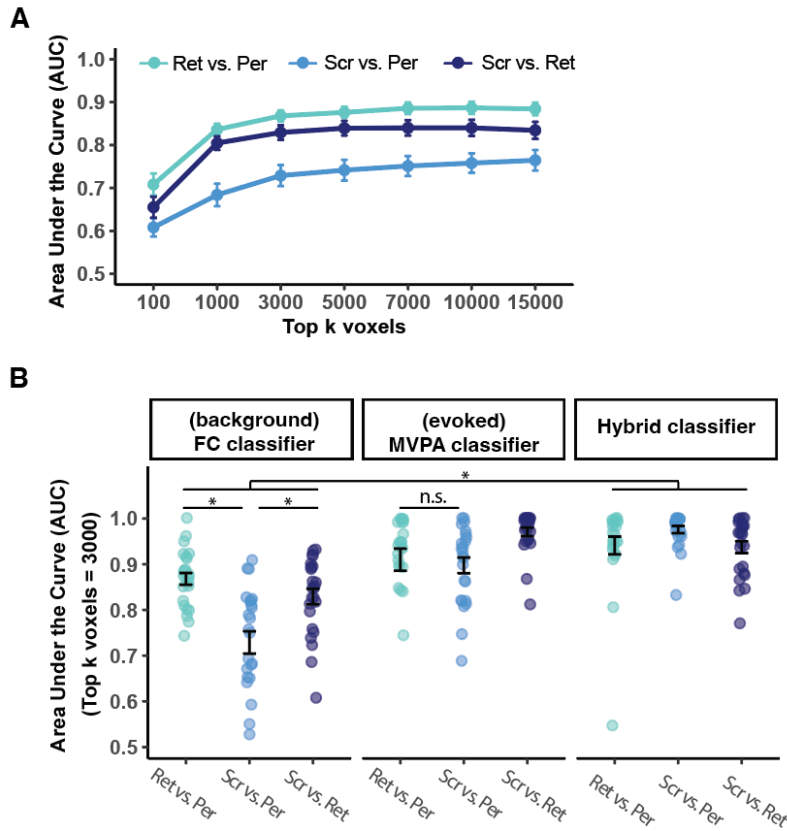 A
Ret vs. Per Scr vs. Per Scr vs. Ret
Area Under the Curve (AUC)
1.0
0.9
0.8
0.7
0.6
0.5
100 1000 3000 5000 7000 10000 15000
Top k voxels
B
(background)
FC classifier
(evoked)
MVPA classifier
Hybrid classifier
*
* *
n.s.
Area Under the Curve (AUC)
(Top k voxels = 3000)
1.0
0.9
0.8
0.7
0.6
0.5
Ret vs. Per Scr vs. Per Scr vs. Ret Ret vs. Per Scr vs. Per Scr vs. Ret Ret vs. Per Scr vs. Per Scr vs. Ret